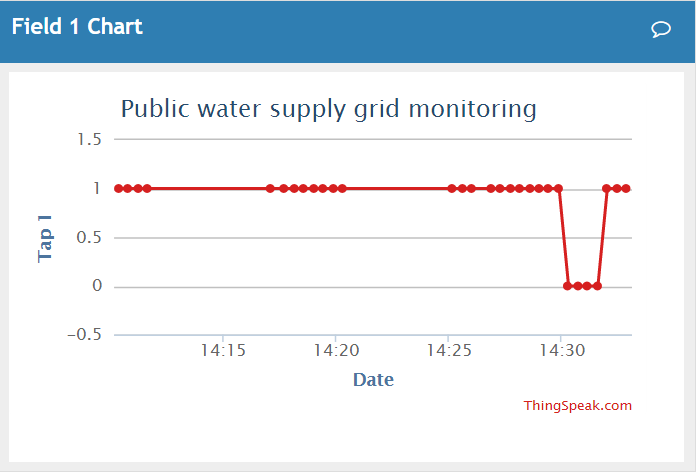 Field 1 Chart
Public water supply grid monitoring
1.5
1
0.5
0
-0.5
Tap 1
14:15 14:20 14:25 14:30
Date
ThingSpeak.com